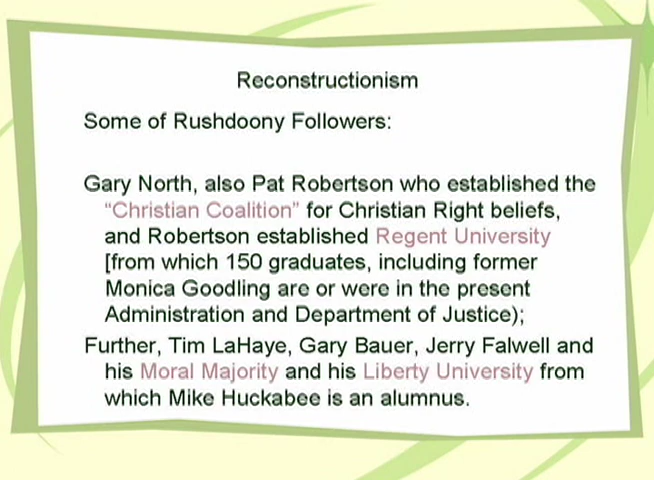 Reconstructionism
Some of Rushdoony Followers:
Gary North, also Pat Robertson who established the
“Christian Coalition” for Christian Right beliefs,
and Robertson established Regent University
[from which 150 graduates, including former
Monica Goodling are or were in the present
Administration and Department of Justice);
Further, Tim LaHaye, Gary Bauer, Jerry Falwell and
his Moral Majority and his Liberty University from
which Mike Huckabee is an alumnus.